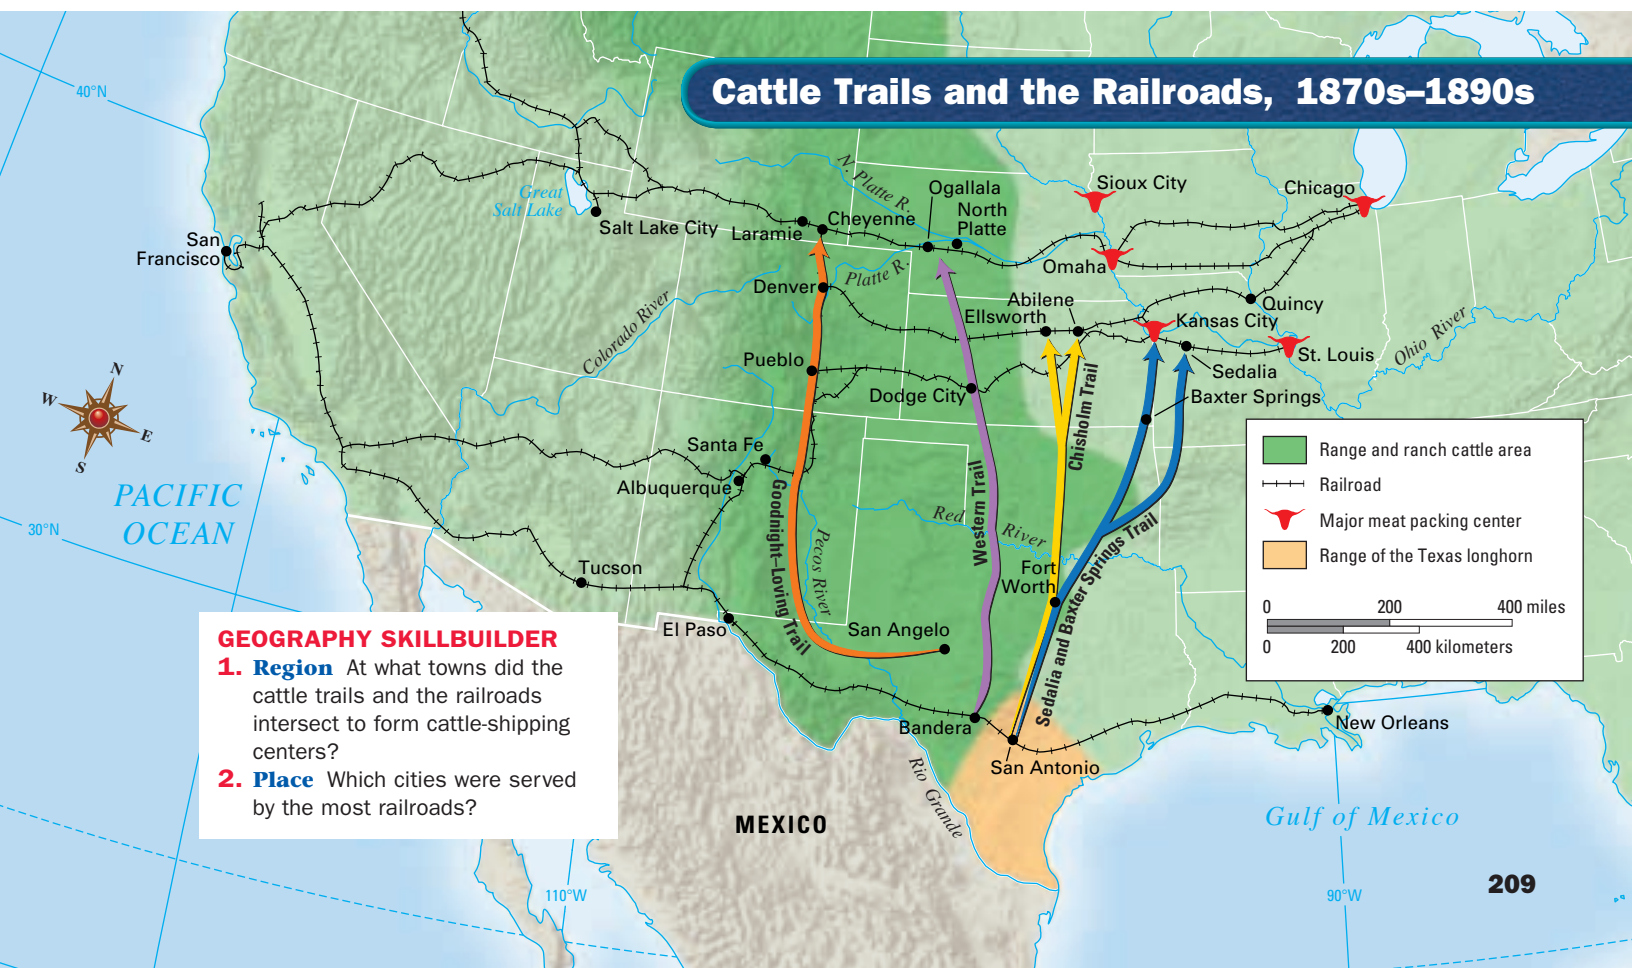 Cattle Trails and the Railroads, 1870s–1890s
40°N
N. Platte R.
Ogallala
North
Platte
Sioux City
Chicago
Great
Salt Lake
Salt Lake City
Laramie
Cheyenne
San
Francisco
Omaha
Denver
Platte R.
Abilene
Ellsworth
Quincy
Kansas City
Colorado River
Ohio River
St. Louis
Sedalia
Pueblo
Dodge City
Baxter Springs
Chisholm Trail
N
W
E
S
Santa Fe
Albuquerque
Goodnight–Loving Trail
Pecos River
Western Trail
Red
River
PACIFIC
OCEAN
30°N
Tucson
Fort
Worth
Sedalia and Baxter Springs Trail
El Paso
San Angelo
Bandera
San Antonio
New Orleans
Rio Grande
MEXICO
Gulf of Mexico
110°W
90°W
Range and ranch cattle area
Railroad
Major meat packing center
Range of the Texas longhorn
0 200 400 miles
0 200 400 kilometers
GEOGRAPHY SKILLBUILDER
1. Region At what towns did the
cattle trails and the railroads
intersect to form cattle-shipping
centers?
2. Place Which cities were served
by the most railroads?
209